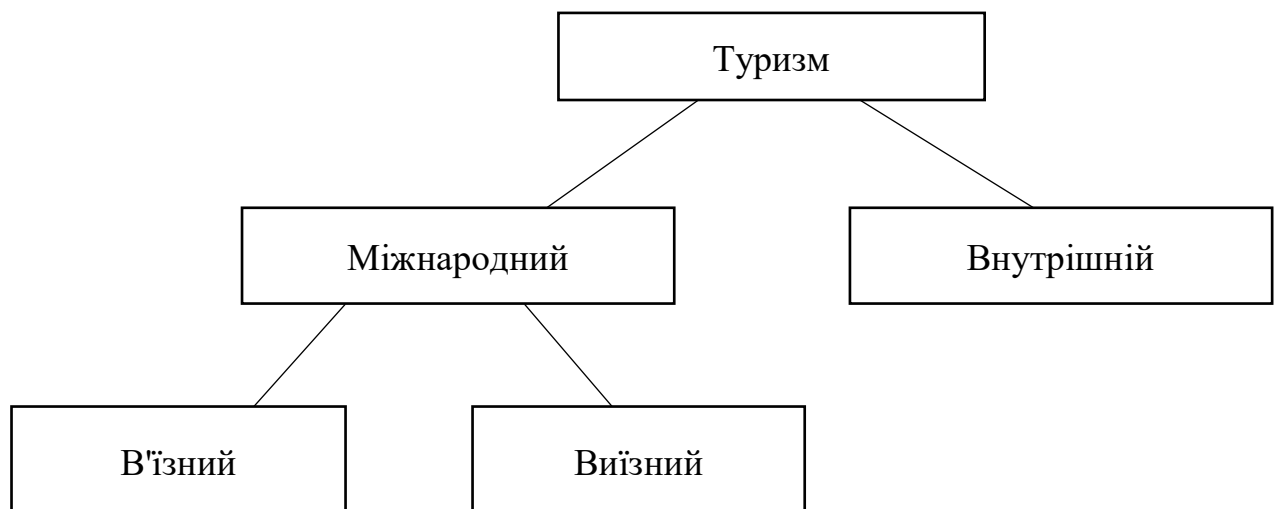 Туризм
Міжнародний
Внутрішній
В'їзний
Виїзний